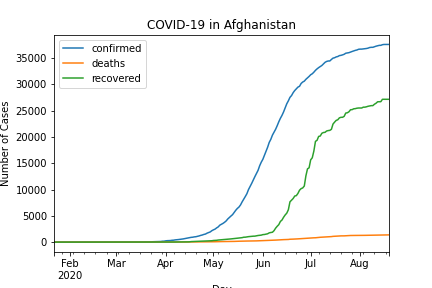 COVID-19 in Afghanistan
confirmed
deaths
recovered
Number of Cases
35000
30000
25000
20000
15000
10000
5000
0
Feb Mar Apr May Jun Jul Aug
2020